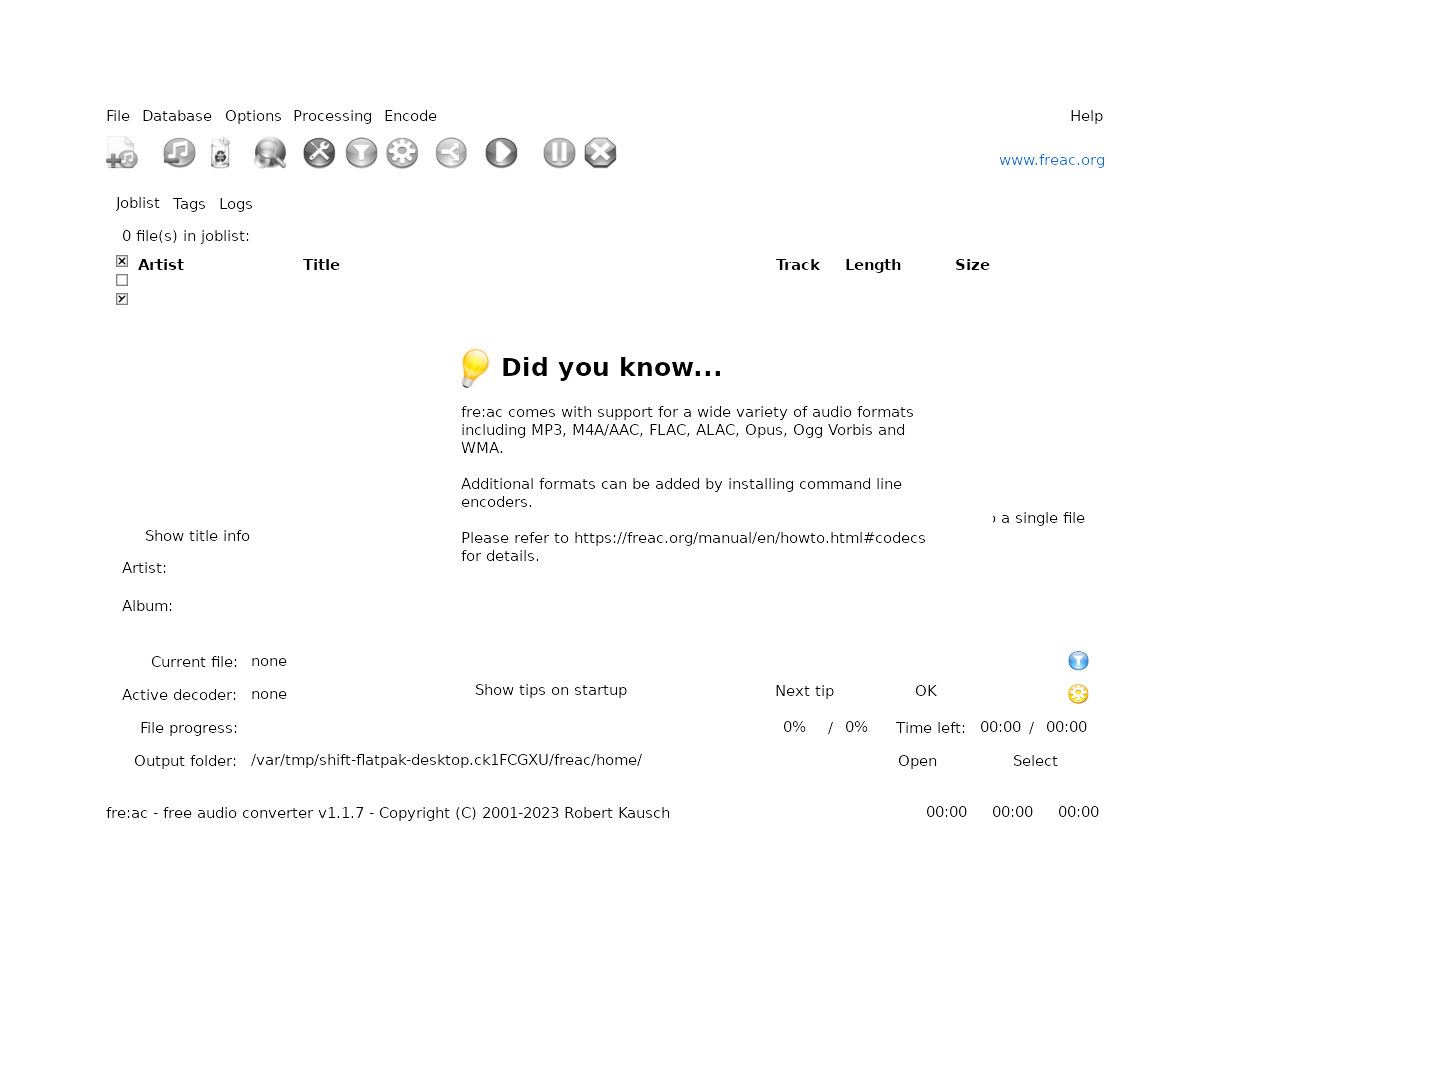 File Database Options Processing Encode Help
www.freac.org
Joblist Tags Logs
0 file(s) in joblist:
Artist Title Track Length Size
Did you know...
fre:ac comes with support for a wide variety of audio formats
including MP3, M4A/AAC, FLAC, ALAC, Opus, Ogg Vorbis and
WMA.
Additional formats can be added by installing command line
encoders.
a single file
Please refer to https://freac.org/manual/en/howto.html#codecs
for details.
Show title info
Artist:
Album:
Current file: none
Active decoder: none
Show tips on startup Next tip OK
File progress: 0% / 0% Time left: 00:00 / 00:00
Output folder: /var/tmp/shift-flatpak-desktop.ck1FCGXU/freac/home/ Open Select
fre:ac - free audio converter v1.1.7 - Copyright (C) 2001-2023 Robert Kausch 00:00 00:00 00:00